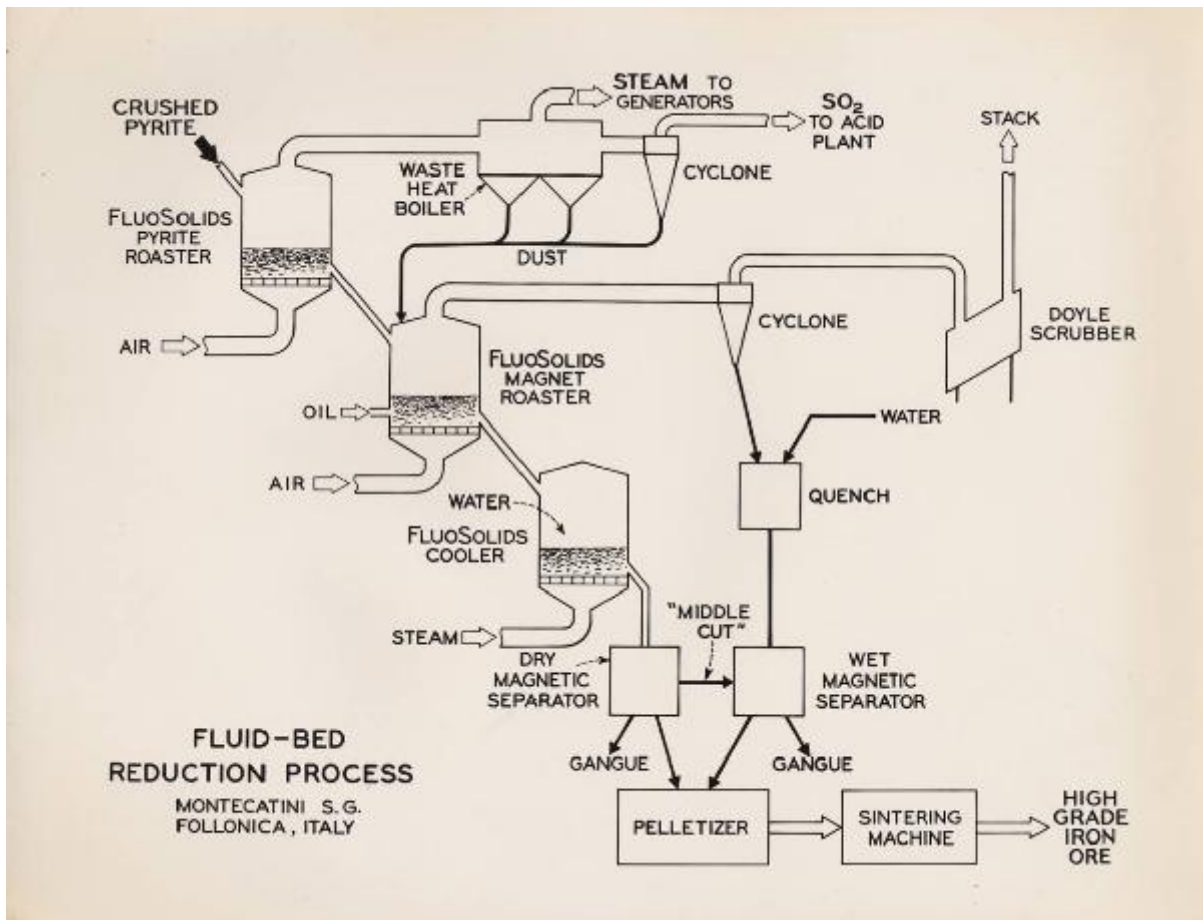 STEAM TO
GENERATORS
SO2
TO ACID
PLANT
STACK
CRUSHED
PYRITE
WASTE
HEAT
BOILER
CYCLONE
FLUOSOLIDS
PYRITE
ROASTER
DUST
CYCLONE
DOYLE
SCRUBBER
AIR
FLUOSOLIDS
MAGNET
ROASTER
OIL
WATER
AIR
QUENCH
WATER
FLUOSOLIDS
COOLER
"MIDDLE
CUT"
STEAM
DRY
MAGNETIC
SEPARATOR
WET
MAGNETIC
SEPARATOR
GANGUE
GANGUE
FLUID-BED
REDUCTION PROCESS
MONTECATINI S.G.
FOLLONICA, ITALY
PELLETIZER
SINTERING
MACHINE
HIGH
GRADE
IRON
ORE